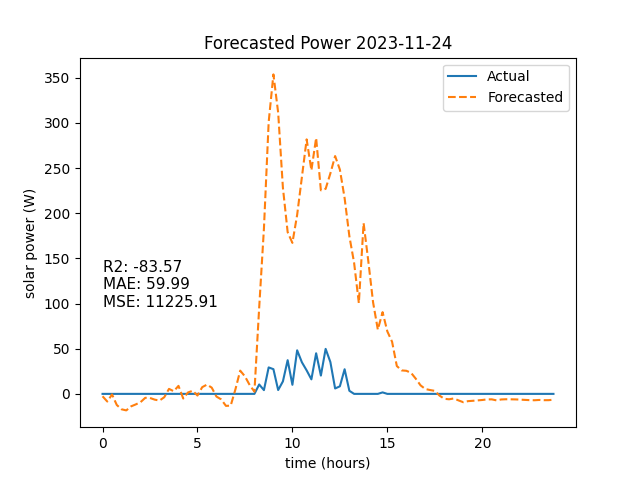 Forecasted Power 2023-11-24
Actual
Forecasted
350
300
250
200
150
100
50
0
solar power (W)
R2: -83.57
MAE: 59.99
MSE: 11225.91
0 5 10 15 20
time (hours)